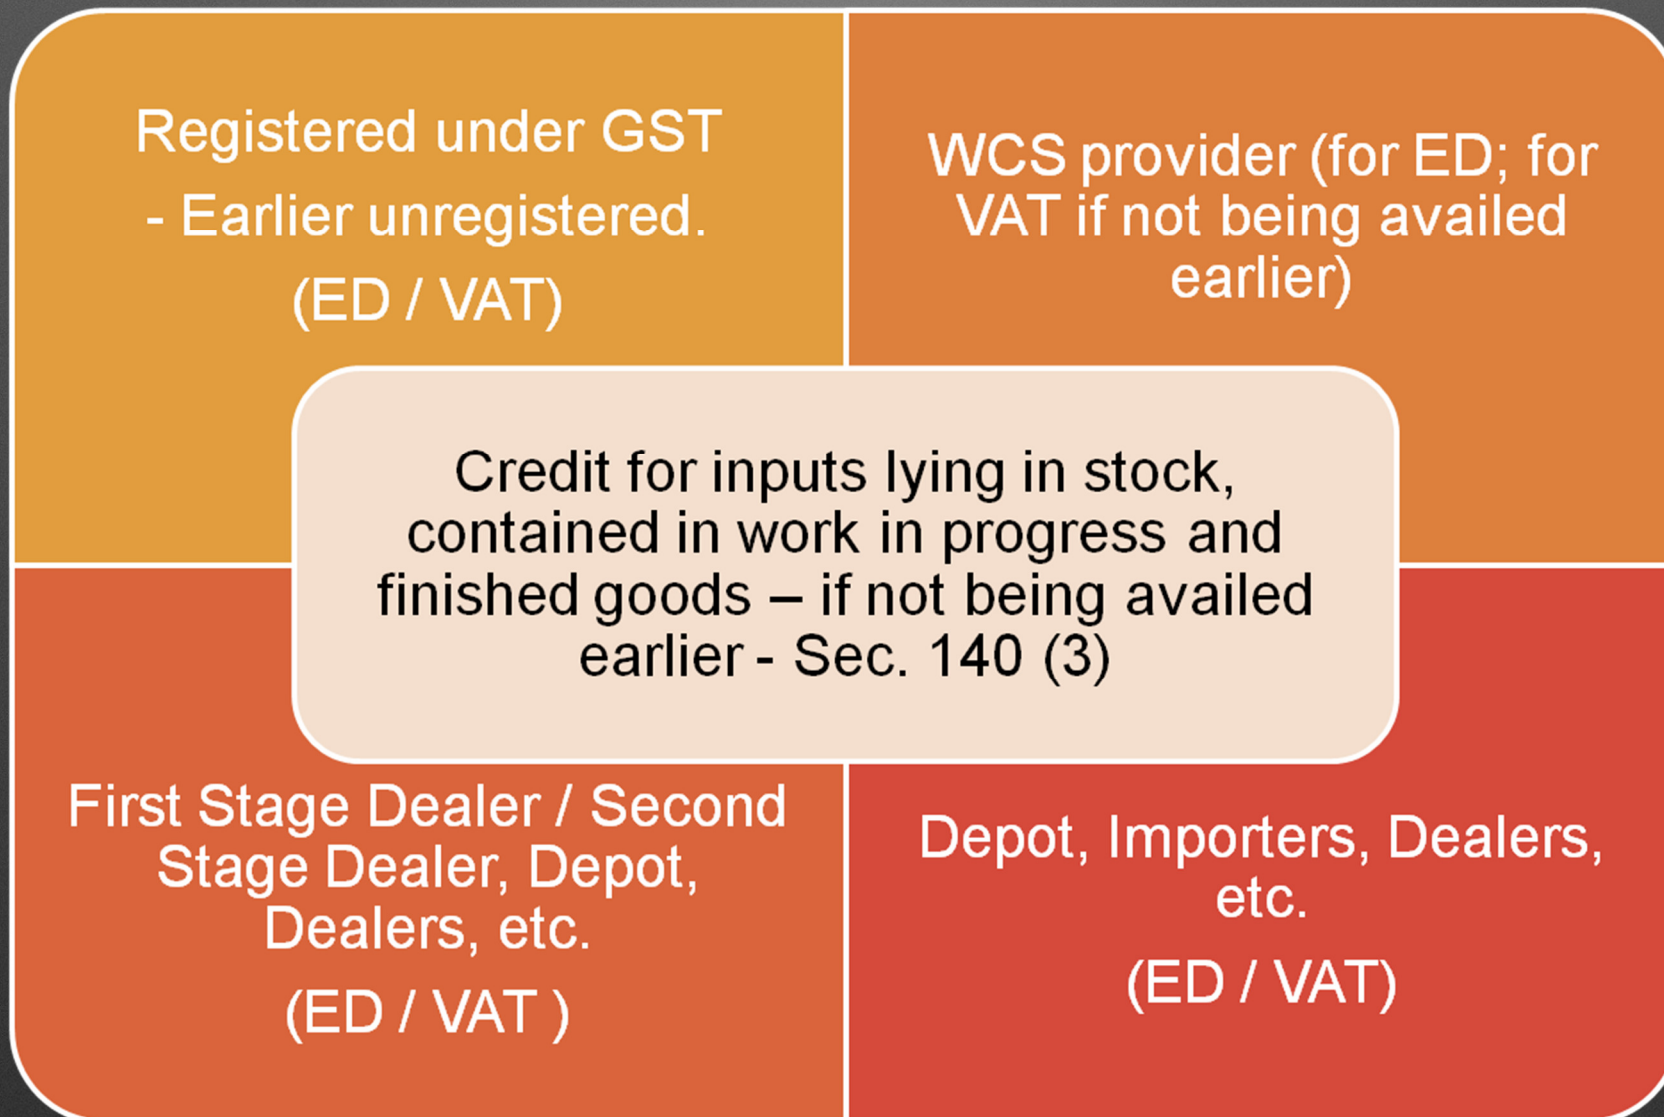 Registered under GST
- Earlier unregistered.
(ED / VAT)
WCS provider (for ED; for
VAT if not being availed
earlier)
Credit for inputs lying in stock,
contained in work in progress and
finished goods – if not being availed
earlier - Sec. 140 (3)
First Stage Dealer / Second
Stage Dealer, Depot,
Dealers, etc.
(ED / VAT )
Depot, Importers, Dealers,
etc.
(ED / VAT)